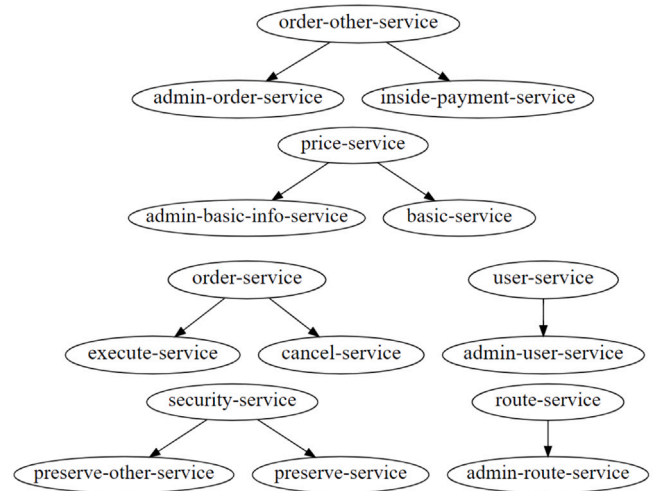 order-other-service
admin-order-service
inside-payment-service
price-service
admin-basic-info-service
basic-service
order-service
user-service
execute-service
cancel-service
admin-user-service
security-service
route-service
preserve-other-service
preserve-service
admin-route-service